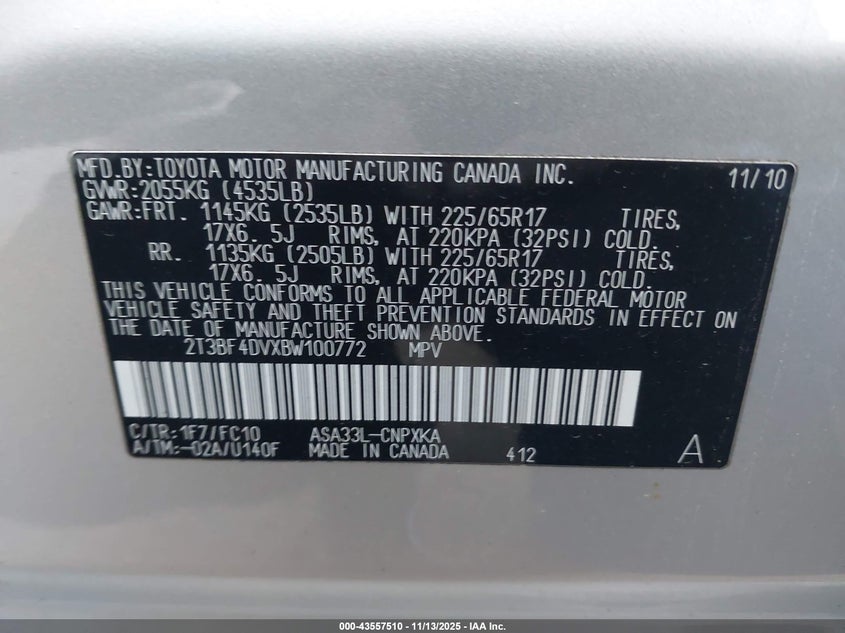 MFD.BY:TOYOTA MOTOR MANUFACTURING CANADA INC. 11/10
GVWR:2055KG (4535LB)
GAWR:FRT. 1145KG (2535LB) WITH 225/65R17 TIRES,
17X6. 5J RIMS, AT 220KPA (32PSI) COLD.
RR. 1135KG (2505LB) WITH 225/65R17 TIRES,
17X6. 5J RIMS, AT 220KPA (32PSI) COLD.
THIS VEHICLE CONFORMS TO ALL APPLICABLE FEDERAL MOTOR
VEHICLE SAFETY AND THEFT PREVENTION STANDARDS IN EFFECT ON
THE DATE OF MANUFACTURE SHOWN ABOVE.
2T3BF4DVXBW100772 MPV
C/TR:1F7/FC10 ASA33L-CNPXKA
A/TM:-02A/U140F MADE IN CANADA 412 A
000-43557510 - 11/13/2025 - IAA Inc.